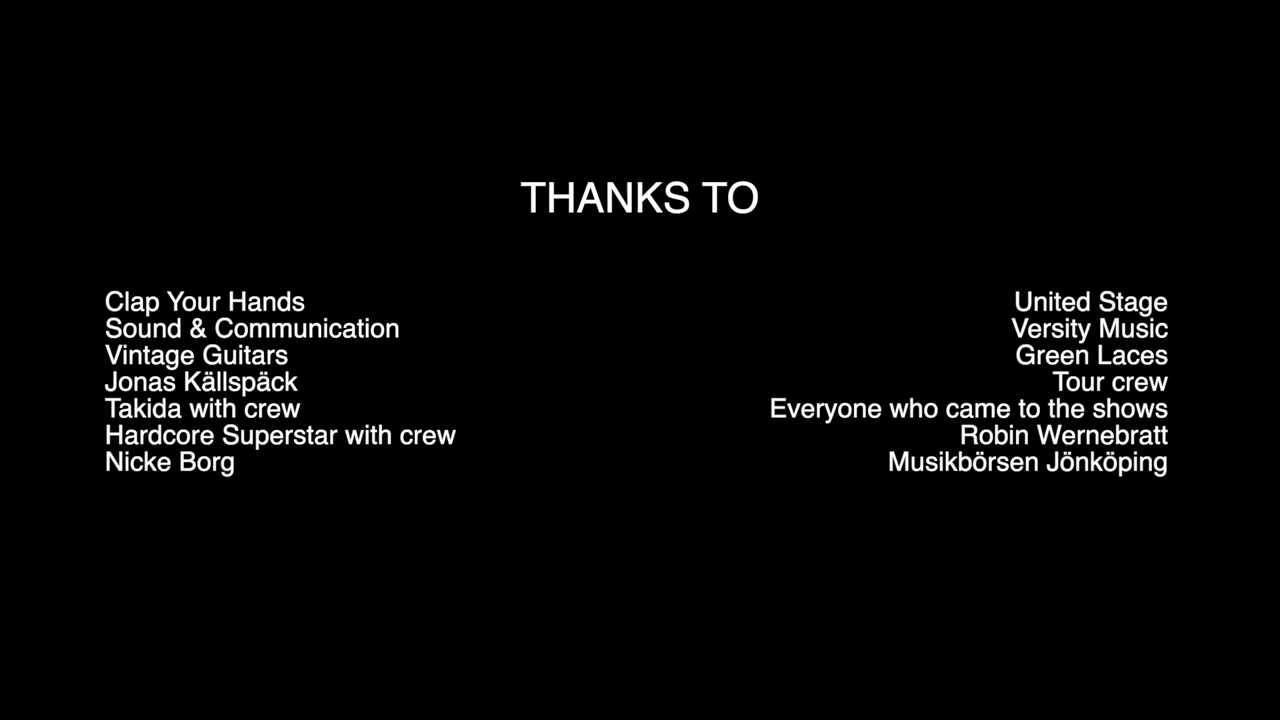 THANKS TO
Clap Your Hands
Sound & Communication
Vintage Guitars
Jonas Källspäck
Takida with crew
Hardcore Superstar with crew
Nicke Borg
United Stage
Versity Music
Green Laces
Tour crew
Everyone who came to the shows
Robin Wernebratt
Musikbörsen Jönköping